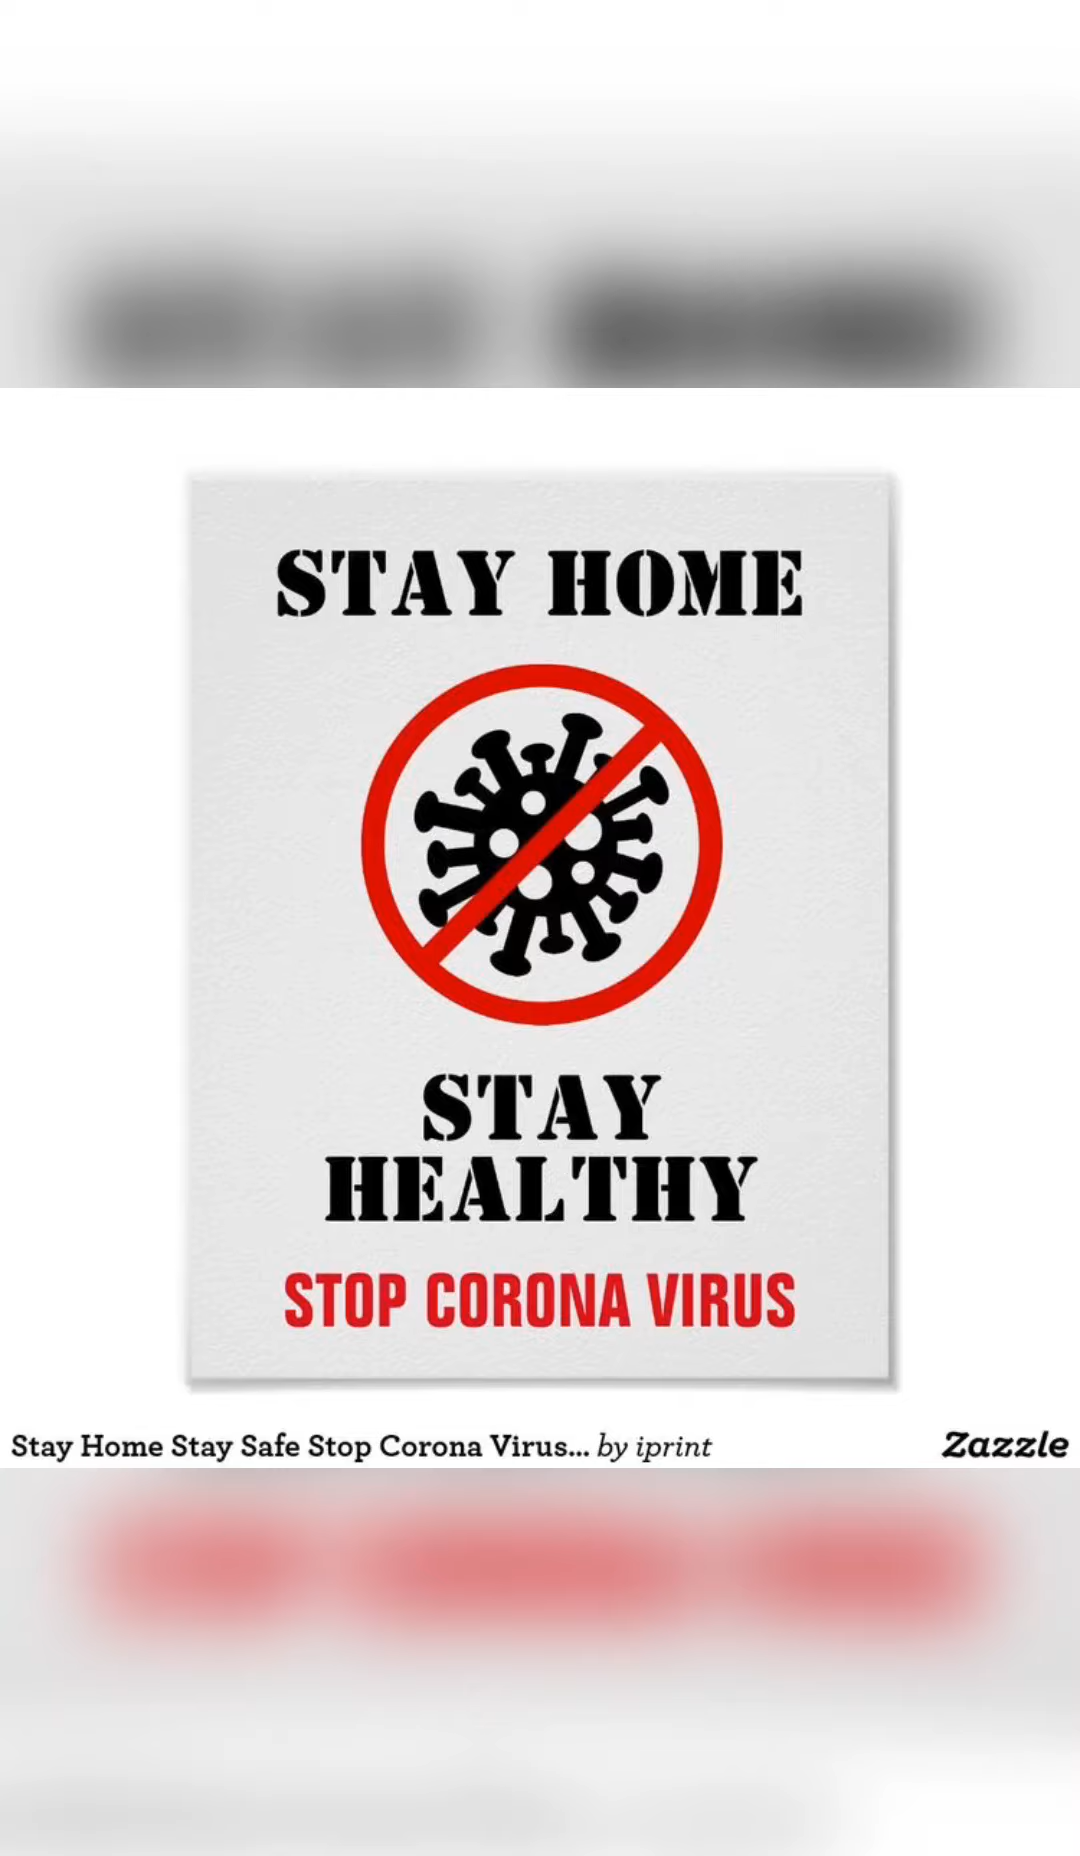 STAY HOME
STAY
HEALTHY
STOP CORONA VIRUS
Stay Home Stay Safe Stop Corona Virus... by iprint
Zazzle